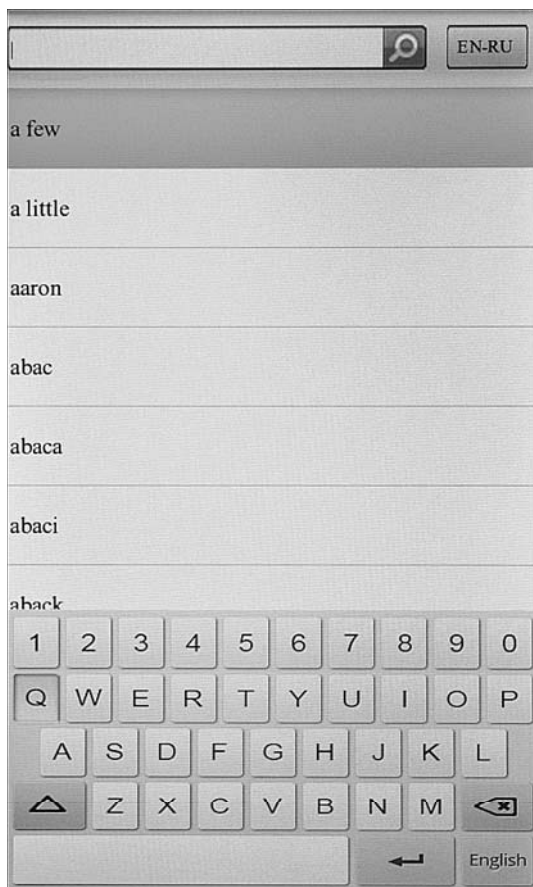 EN-RU
a few
a little
aaron
abac
abaca
abaci
aback
1 2 3 4 5 6 7 8 9 0
Q W E R T Y U I O P
A S D F G H J K L
Z X C V B N M
English